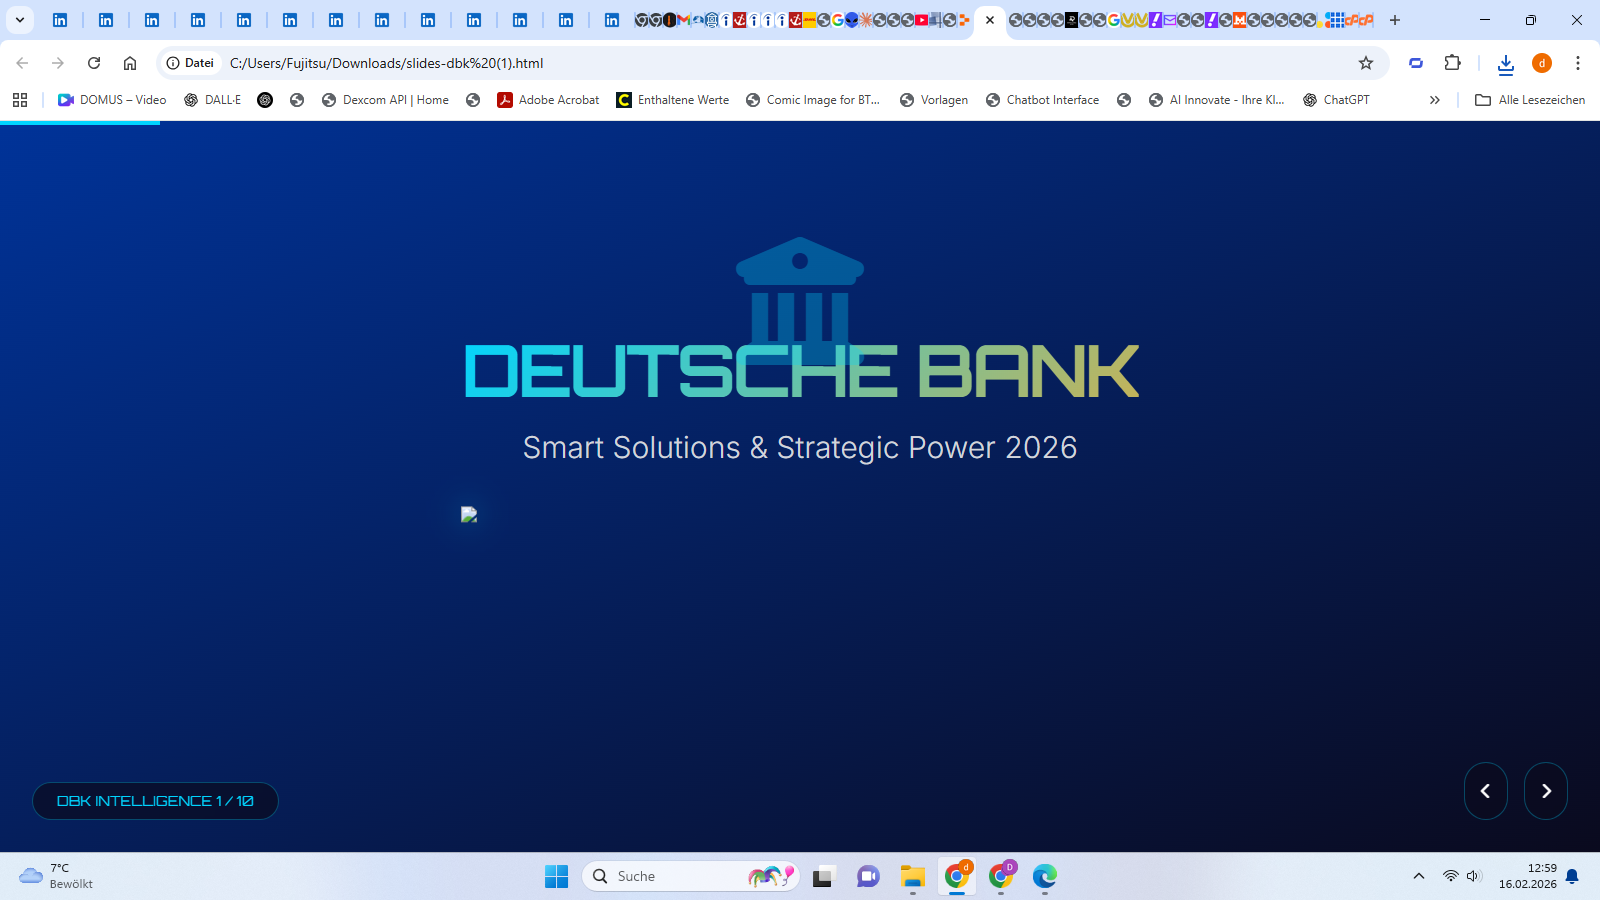 Datei
C:/Users/Fujitsu/Downloads/slides-dbk%20(1).html
d
DOMUS – Video
DALL·E
Dexcom API | Home
Adobe Acrobat
Enthaltene Werte
Comic Image for BT...
Vorlagen
Chatbot Interface
AI Innovate - Ihre KI...
ChatGPT
Alle Lesezeichen
DEUTSCHE BANK
Smart Solutions & Strategic Power 2026
DBK INTELLIGENCE 1 / 10
7°C
Bewölkt
Suche
d
D
12:59
16.02.2026